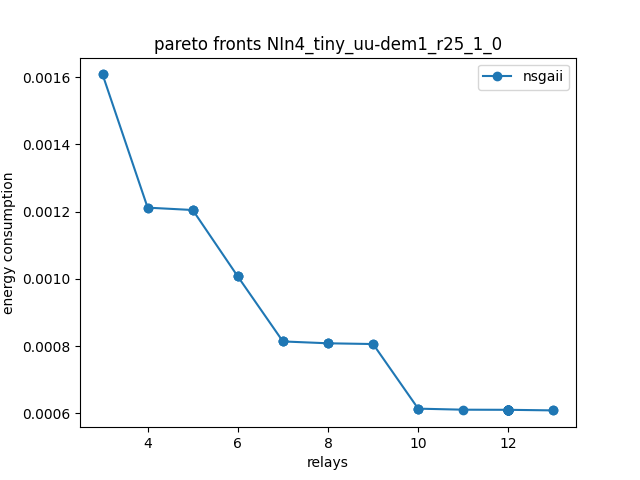 pareto fronts NIn4_tiny_uu-dem1_r25_1_0
nsgaii
0.0016
0.0014
0.0012
0.0010
0.0008
0.0006
energy consumption
4 6 8 10 12
relays